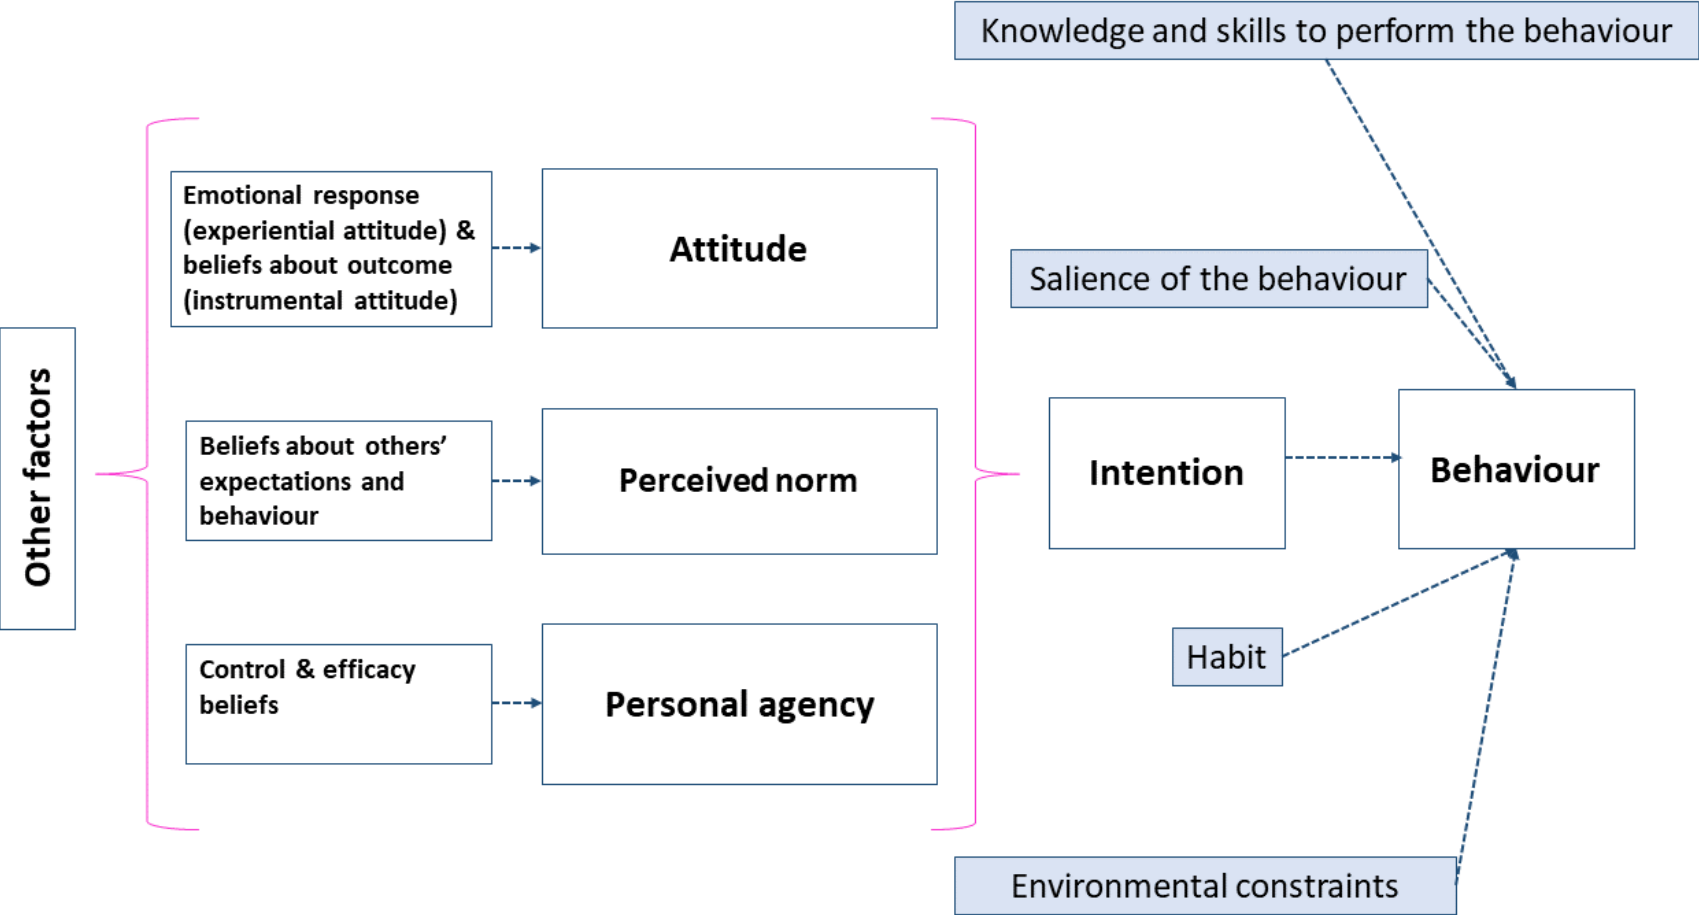 Knowledge and skills to perform the behaviour
Emotional response
(experiential attitude) &
beliefs about outcome
(instrumental attitude)
Attitude
Salience of the behaviour
Other factors
Beliefs about others’
expectations and
behaviour
Perceived norm
Intention
Behaviour
Control & efficacy
beliefs
Personal agency
Habit
Environmental constraints